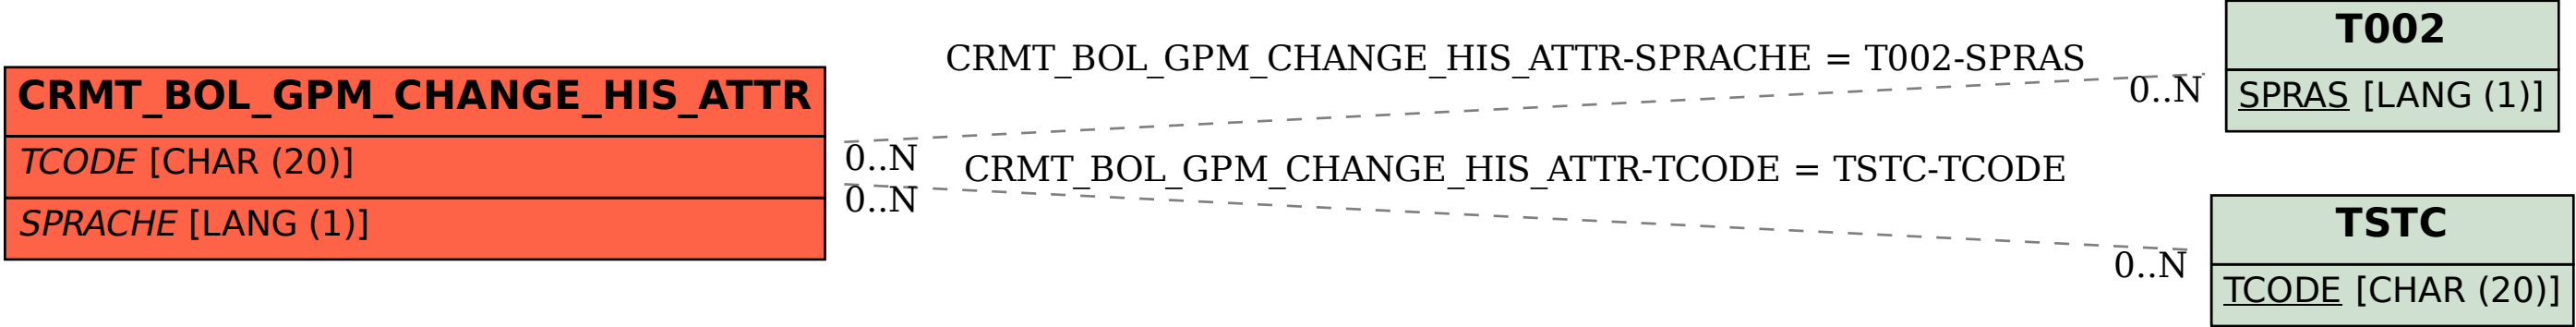 CRMT_BOL_GPM_CHANGE_HIS_ATTR
TCODE [CHAR (20)]
SPRACHE [LANG (1)]
CRMT_BOL_GPM_CHANGE_HIS_ATTR-SPRACHE = T002-SPRAS
0..N
0..N
CRMT_BOL_GPM_CHANGE_HIS_ATTR-TCODE = TSTC-TCODE
0..N
0..N
T002
SPRAS [LANG (1)]
TSTC
TCODE [CHAR (20)]